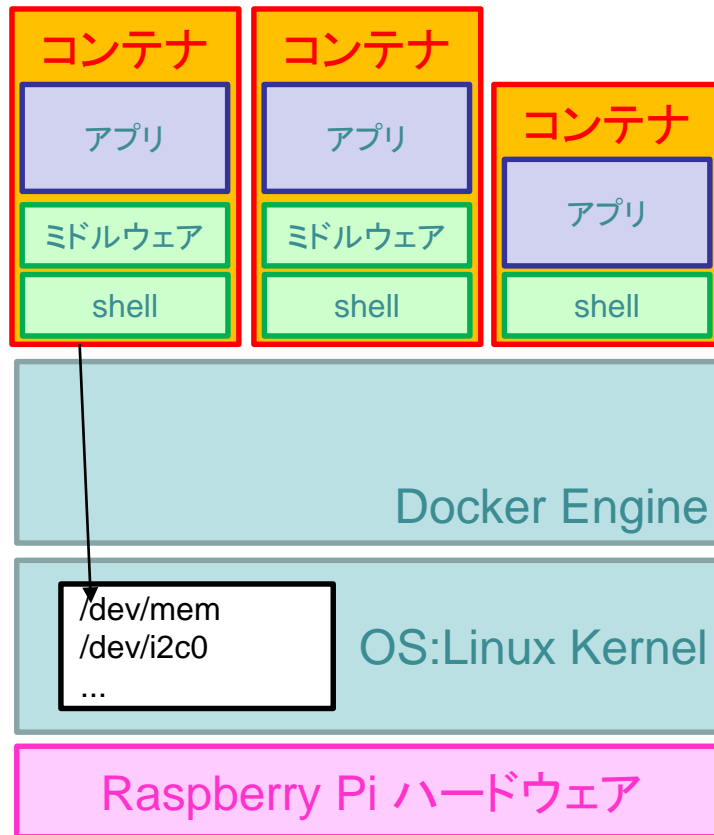 コンテナ
アプリ
ミドルウェア
shell
コンテナ
アプリ
ミドルウェア
shell
コンテナ
アプリ
shell
Docker Engine
/dev/mem
/dev/i2c0
...
OS:Linux Kernel
Raspberry Pi ハードウェア